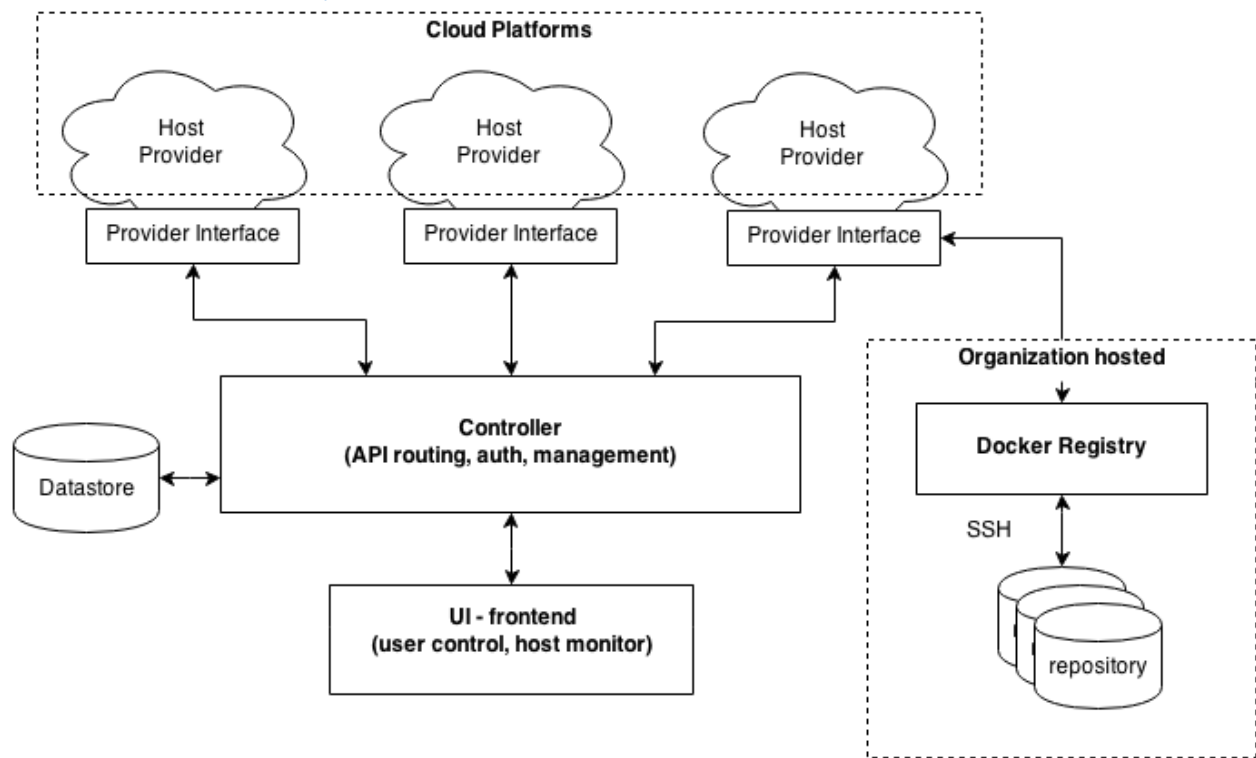 Cloud Platforms
Host
Provider
Host
Provider
Host
Provider
Provider Interface
Provider Interface
Provider Interface
Organization hosted
Controller
(API routing, auth, management)
Docker Registry
Datastore
SSH
UI - frontend
(user control, host monitor)
repository